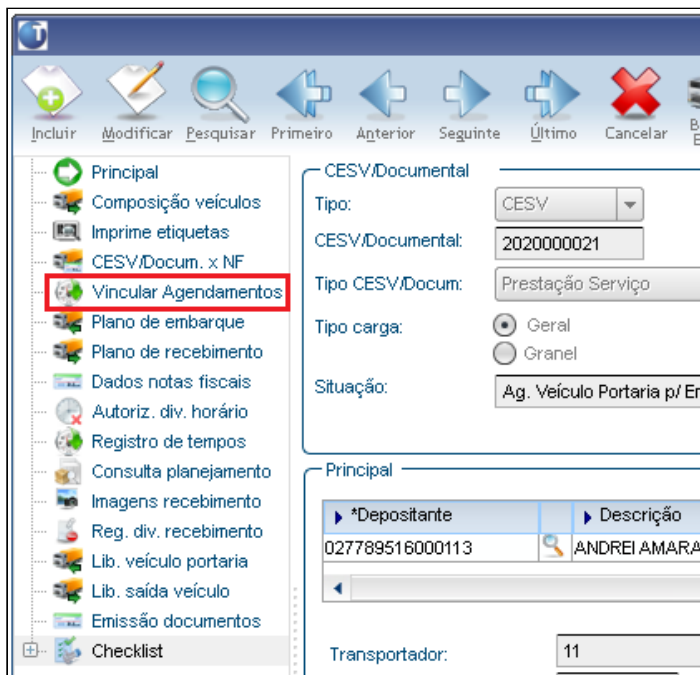 Incluir Modificar Pesquisar Primeiro Anterior Seguinte Último Cancelar
Principal
Composição veículos
Imprime etiquetas
CESV/Docum. x NF
Vincular Agendamentos
Plano de embarque
Plano de recebimento
Dados notas fiscais
Autoriz. div. horário
Registro de tempos
Consulta planejamento
Imagens recebimento
Reg. div. recebimento
Lib. veículo portaria
Lib. saída veículo
Emissão documentos
Checklist
CESV/Documental
Tipo: CESV
CESV/Documental: 2020000021
Tipo CESV/Docum: Prestação Serviço
Tipo carga: Geral
Granel
Situação: Ag. Veículo Portaria p/ Er
Principal
*Depositante Descrição
027789516000113 ANDREI AMARA
Transportador: 11